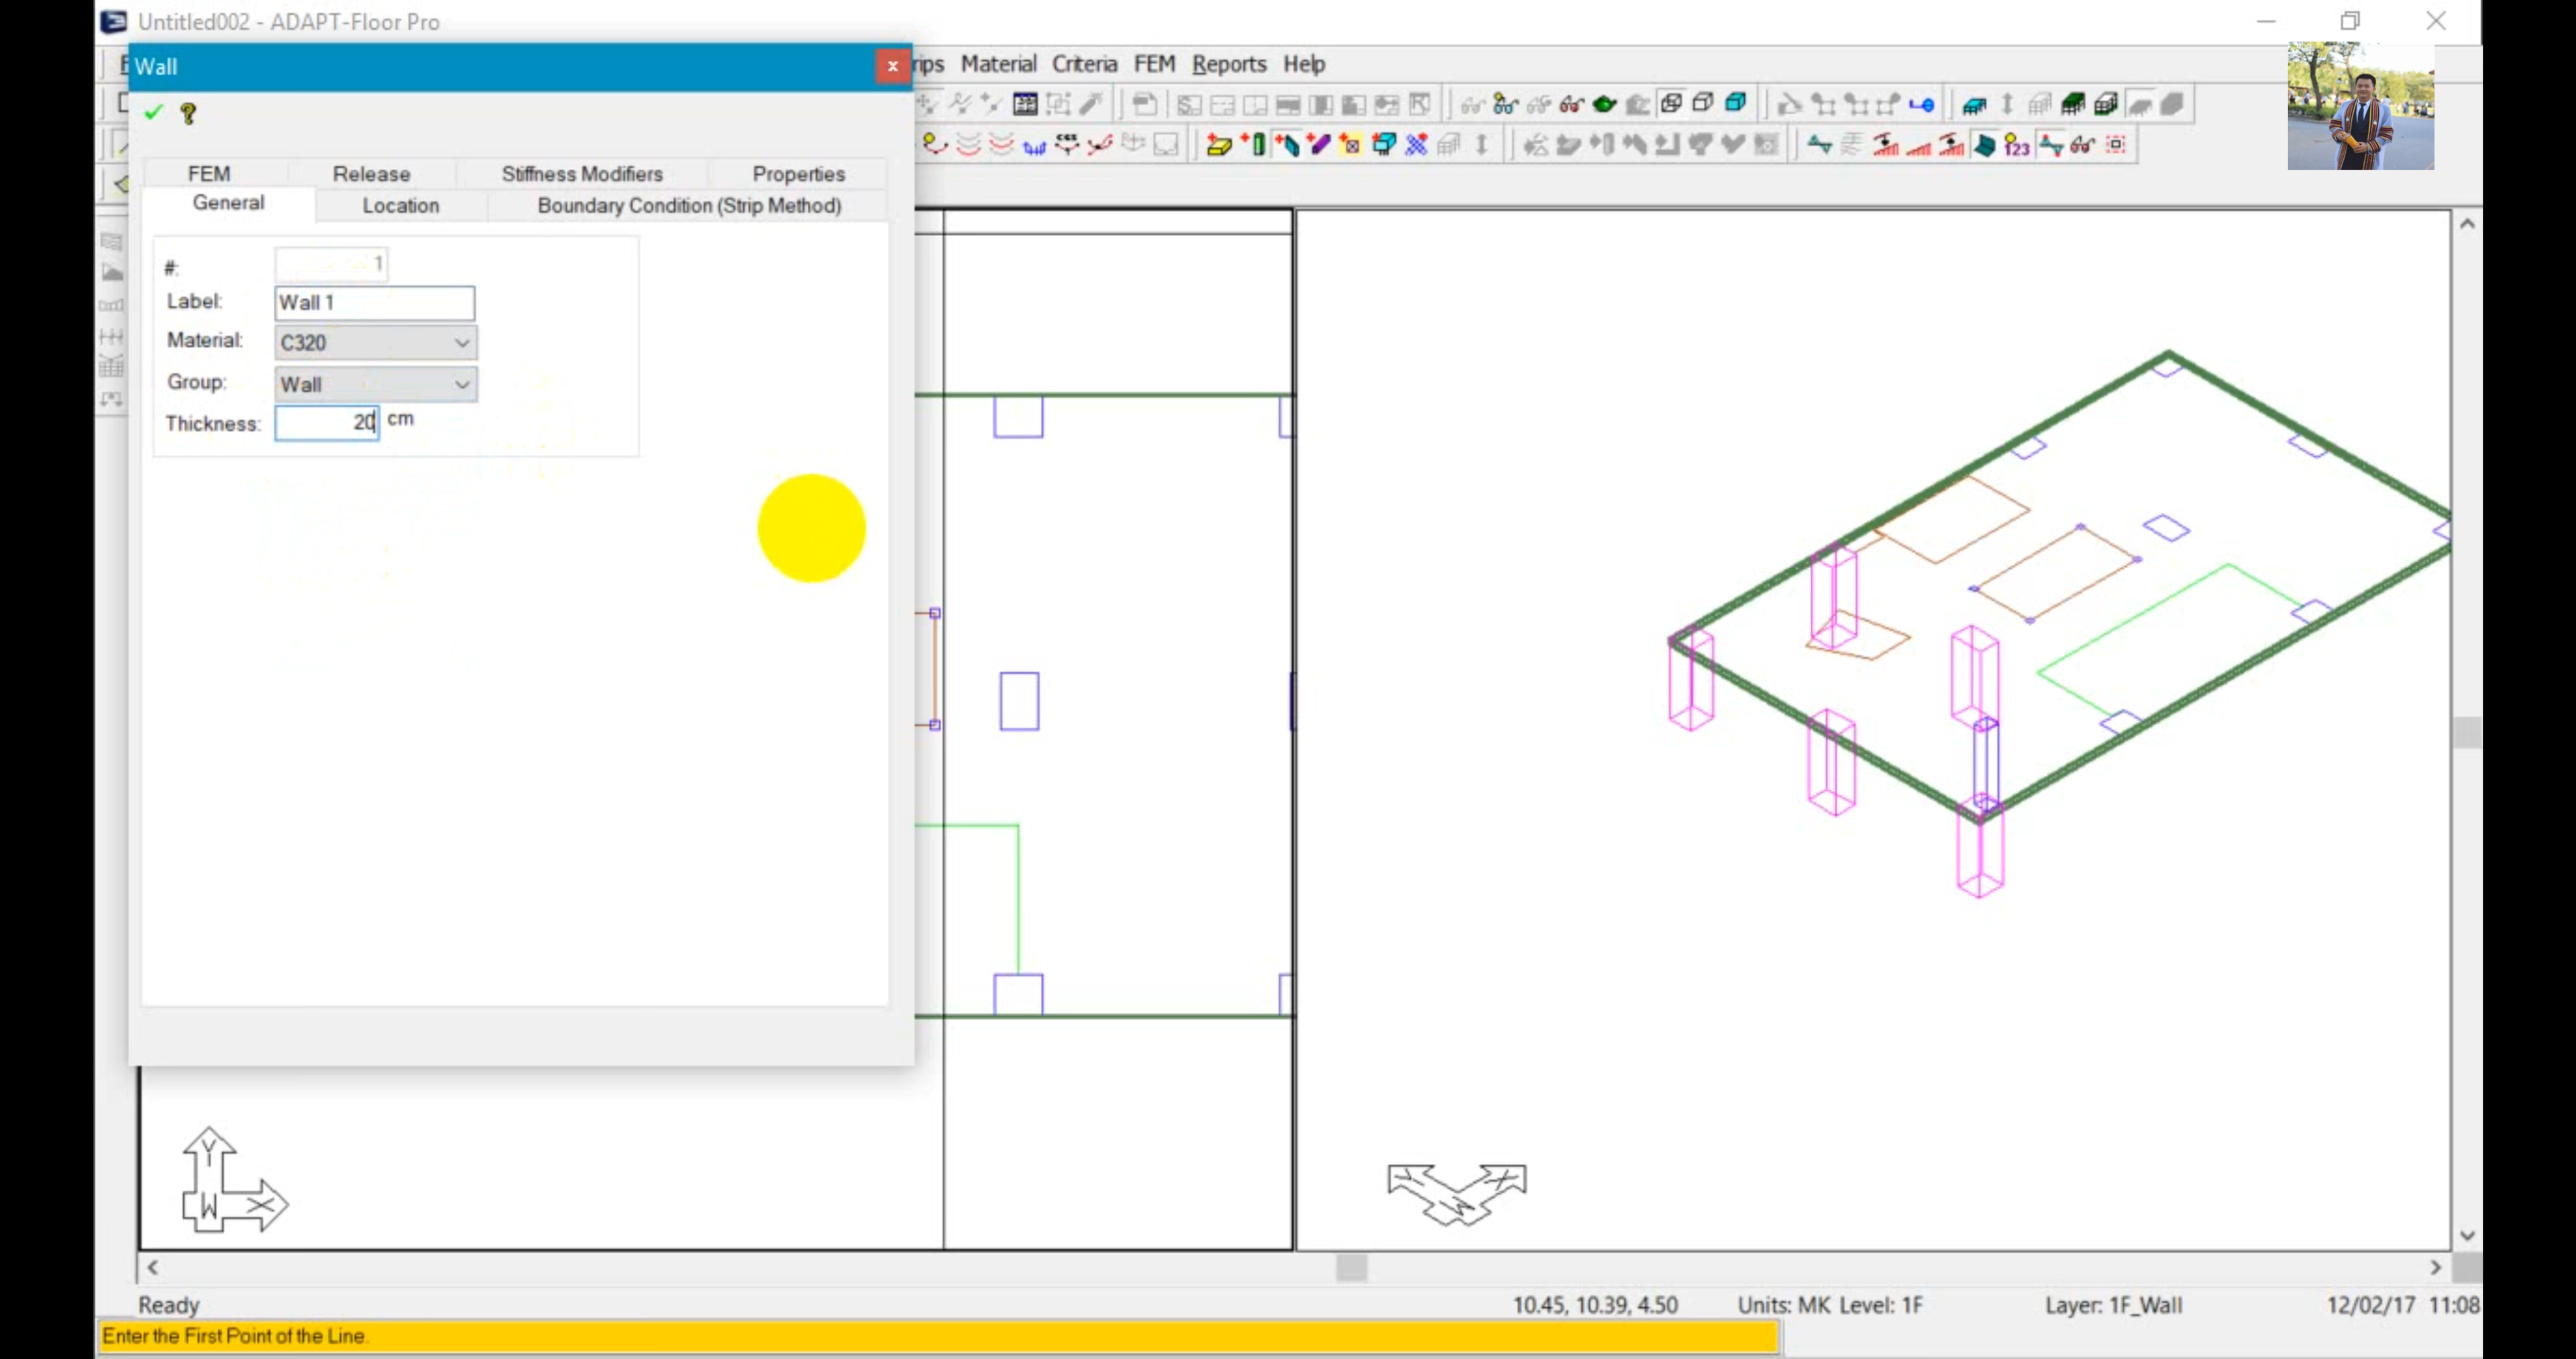 Untitled002 - ADAPT-Floor Pro
Wall
x
rips Material Criteria FEM Reports Help
FEM Release Stiffness Modifiers Properties
General Location Boundary Condition (Strip Method)
#: 1
Label: Wall 1
Material: C320
Group: Wall
Thickness: 20 cm
123
Y
W X
Y X
W
Ready 10.45, 10.39, 4.50 Units: MK Level: 1F Layer: 1F_Wall 12/02/17 11:08
Enter the First Point of the Line.